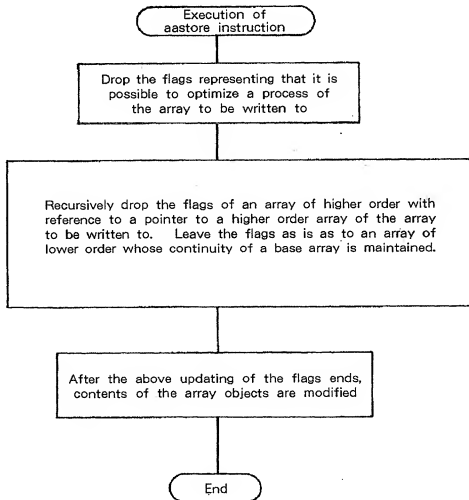 Execution of
aastore instruction
Drop the flags representing that it is
possible to optimize a process of
the array to be written to
Recursively drop the flags of an array of higher order with
reference to a pointer to a higher order array of the array
to be written to. Leave the flags as is as to an array of
lower order whose continuity of a base array is maintained.
After the above updating of the flags ends,
contents of the array objects are modified
End